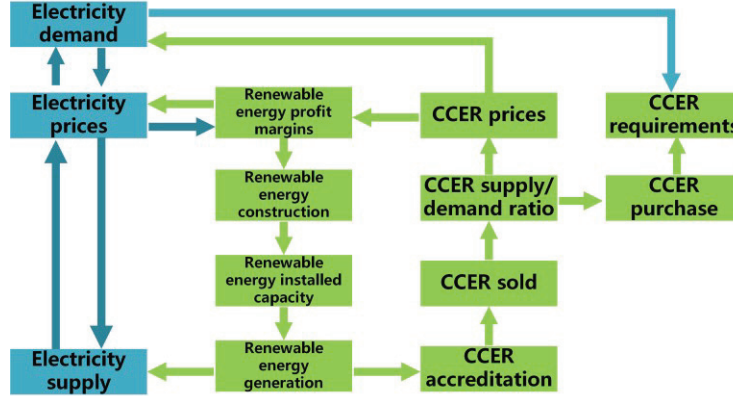 Electricity
demand
Electricity
prices
Renewable
energy profit
margins
CCER prices
CCER
requirements
Renewable
energy
construction
CCER supply/
demand ratio
CCER
purchase
Renewable
energy installed
capacity
CCER sold
Electricity
supply
Renewable
energy
generation
CCER
accreditation